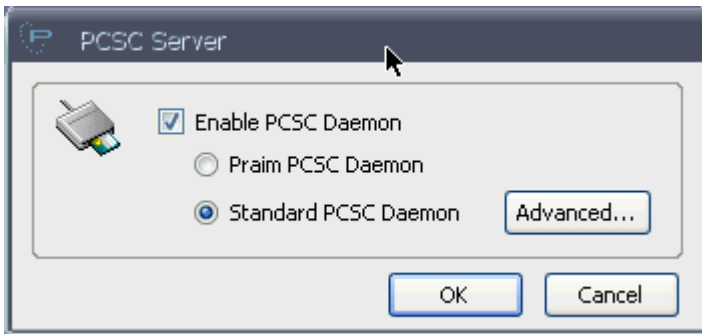 PCSC Server
Enable PCSC Daemon
Praim PCSC Daemon
Standard PCSC Daemon
Advanced...
OK
Cancel